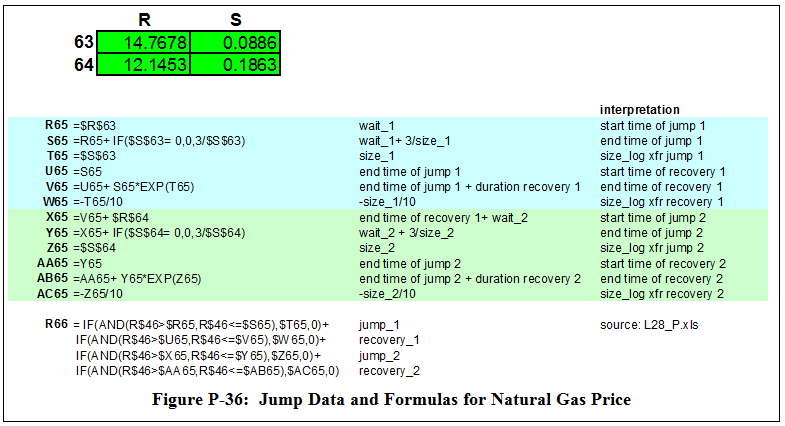 R S
63 14.7678 0.0886
64 12.1453 0.1863
interpretation
R65 =$R$63 wait_1 start time of jump 1
S65 =R65+ IF($S$63= 0,0,3/$S$63) wait_1+ 3/size_1 end time of jump 1
T65 =$S$63 size_1 size_log xfr jump 1
U65 =S65 end time of jump 1 start time of recovery 1
V65 =U65+ S65*EXP(T65) end time of jump 1 + duration recovery 1 end time of recovery 1
W65 =-T65/10 -size_1/10 size_log xfr recovery 1
X65 =V65+ $R$64 end time of recovery 1+ wait_2 start time of jump 2
Y65 =X65+ IF($S$64= 0,0,3/$S$64) wait_2 + 3/size_2 end time of jump 2
Z65 =$S$64 size_2 size_log xfr jump 2
AA65 =Y65 end time of jump 2 start time of recovery 2
AB65 =AA65+ Y65*EXP(Z65) end time of jump 2 + duration recovery 2 end time of recovery 2
AC65 =-Z65/10 -size_2/10 size_log xfr recovery 2
R66 = IF(AND(R$46>$R65,R$46<=$S65),$T65,0)+ jump_1 source: L28_P.xls
IF(AND(R$46>$U65,R$46<=$V65),$W65,0)+ recovery_1
IF(AND(R$46>$X65,R$46<=$Y65),$Z65,0)+ jump_2
IF(AND(R$46>$AA65,R$46<=$AB65),$AC65,0) recovery_2
Figure P-36: Jump Data and Formulas for Natural Gas Price